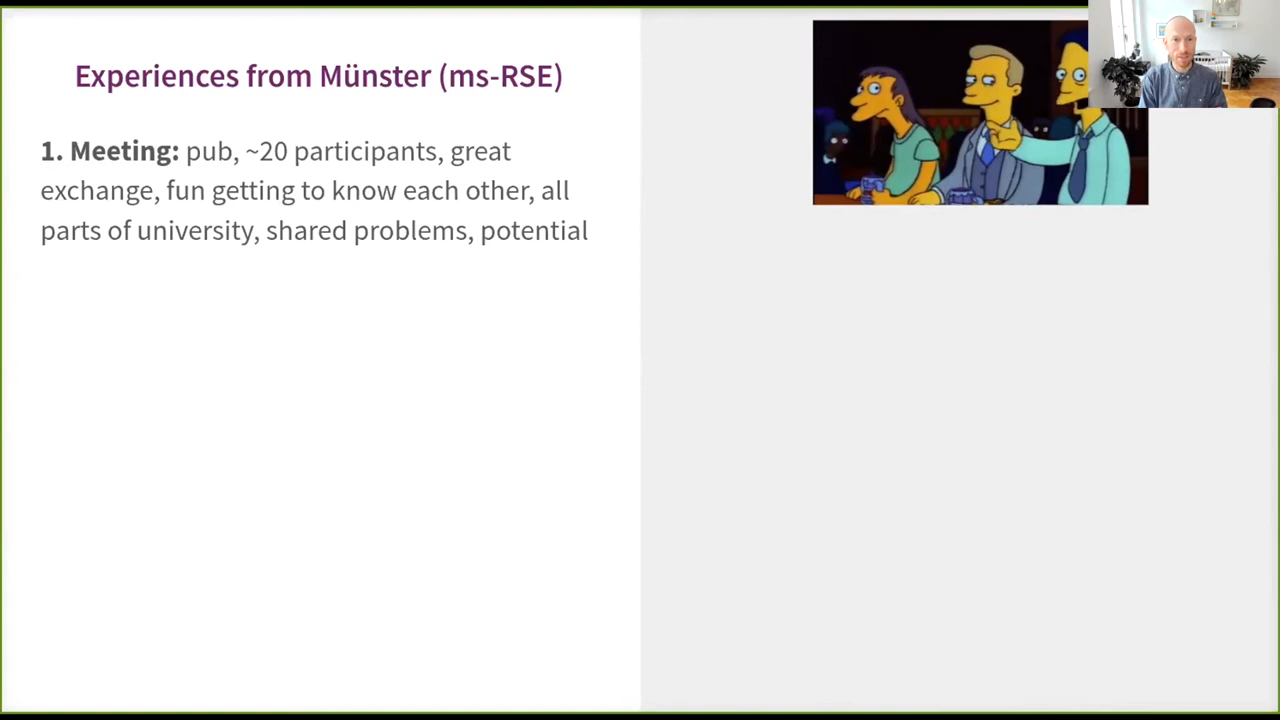 Experiences from Münster (ms-RSE)
1. Meeting: pub, ~20 participants, great
exchange, fun getting to know each other, all
parts of university, shared problems, potential